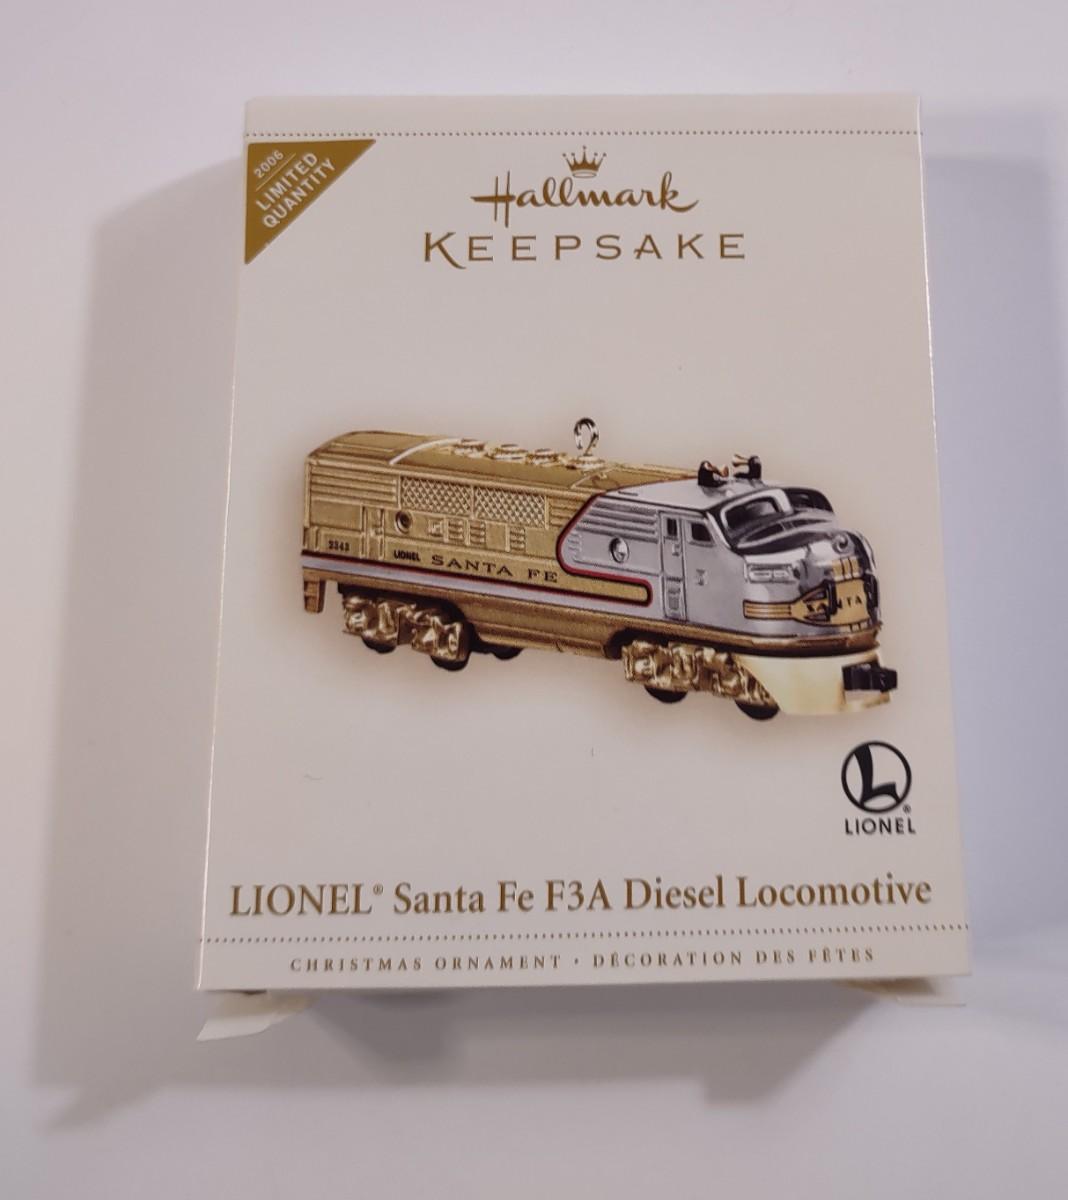 2006
LIMITED
QUANTITY
Hallmark
KEEPSAKE
2343
LIONEL SANTA FE
SANTA
L
®
LIONEL
LIONEL® Santa Fe F3A Diesel Locomotive
CHRISTMAS ORNAMENT • DÉCORATION DES FÊTES